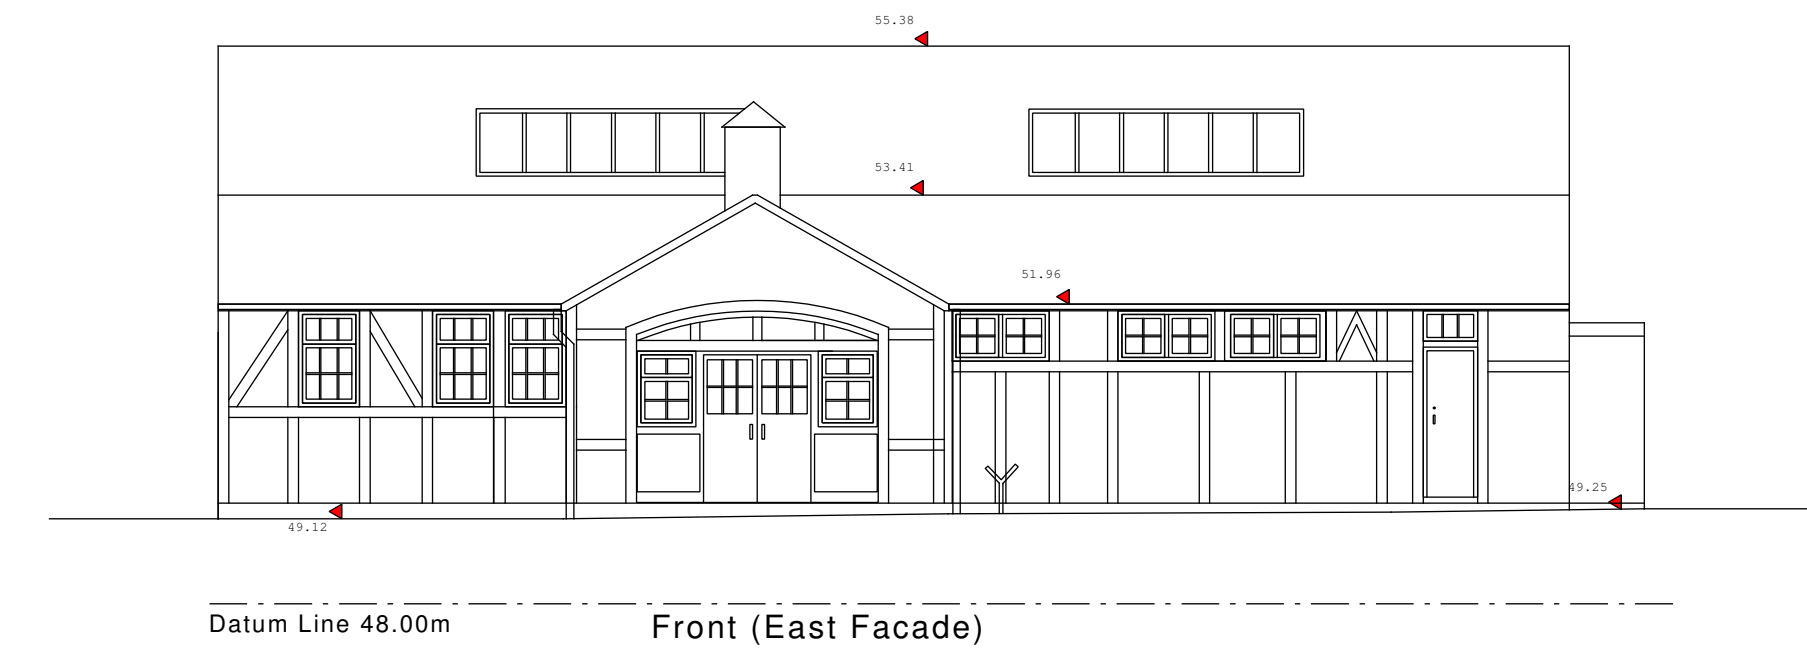 55.38
53.41
51.96
49.25
49.12
Datum Line 48.00m
Front (East Facade)